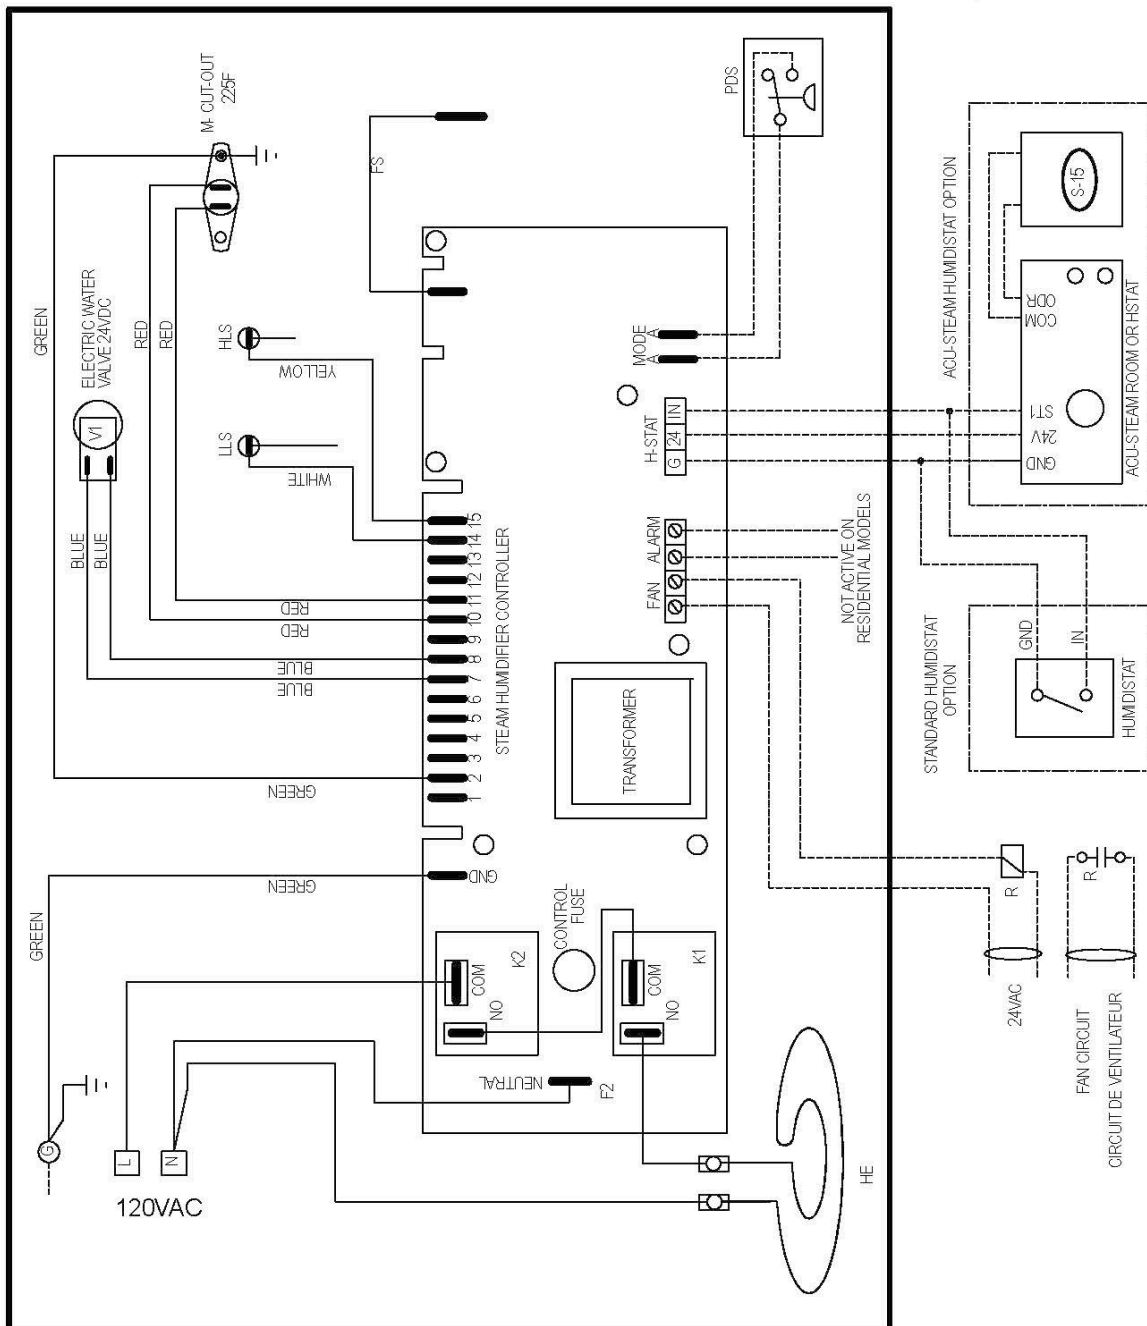 M- CUT-OUT
225F
GREEN
ELECTRIC WATER
VALVE 24VDC
V1
RED
RED
HLS
YELLOW
LLS
WHITE
BLUE
BLUE
FS
PDS
MODE
A
A
H-STAT
G
24
IN
FAN
ALARM
NOT ACTIVE ON
RESIDENTIAL MODELS
1
2
3
4
5
6
7
8
9
10
11
12
13
14
15
STEAM HUMIDIFIER CONTROLLER
RED
RED
BLUE
BLUE
GREEN
GREEN
GND
GREEN
TRANSFORMER
CONTROL
FUSE
K2
COM
NO
K1
COM
NO
NEUTRAL
F2
G
L
N
120VAC
HE
ACU-STEAM HUMIDISTAT OPTION
S-15
COM
ODR
GND
24V
ST1
ACU-STEAM ROOM OR HSTAT
STANDARD HUMIDISTAT
OPTION
GND
IN
HUMIDISTAT
R
24VAC
R
FAN CIRCUIT
CIRCUIT DE VENTILATEUR